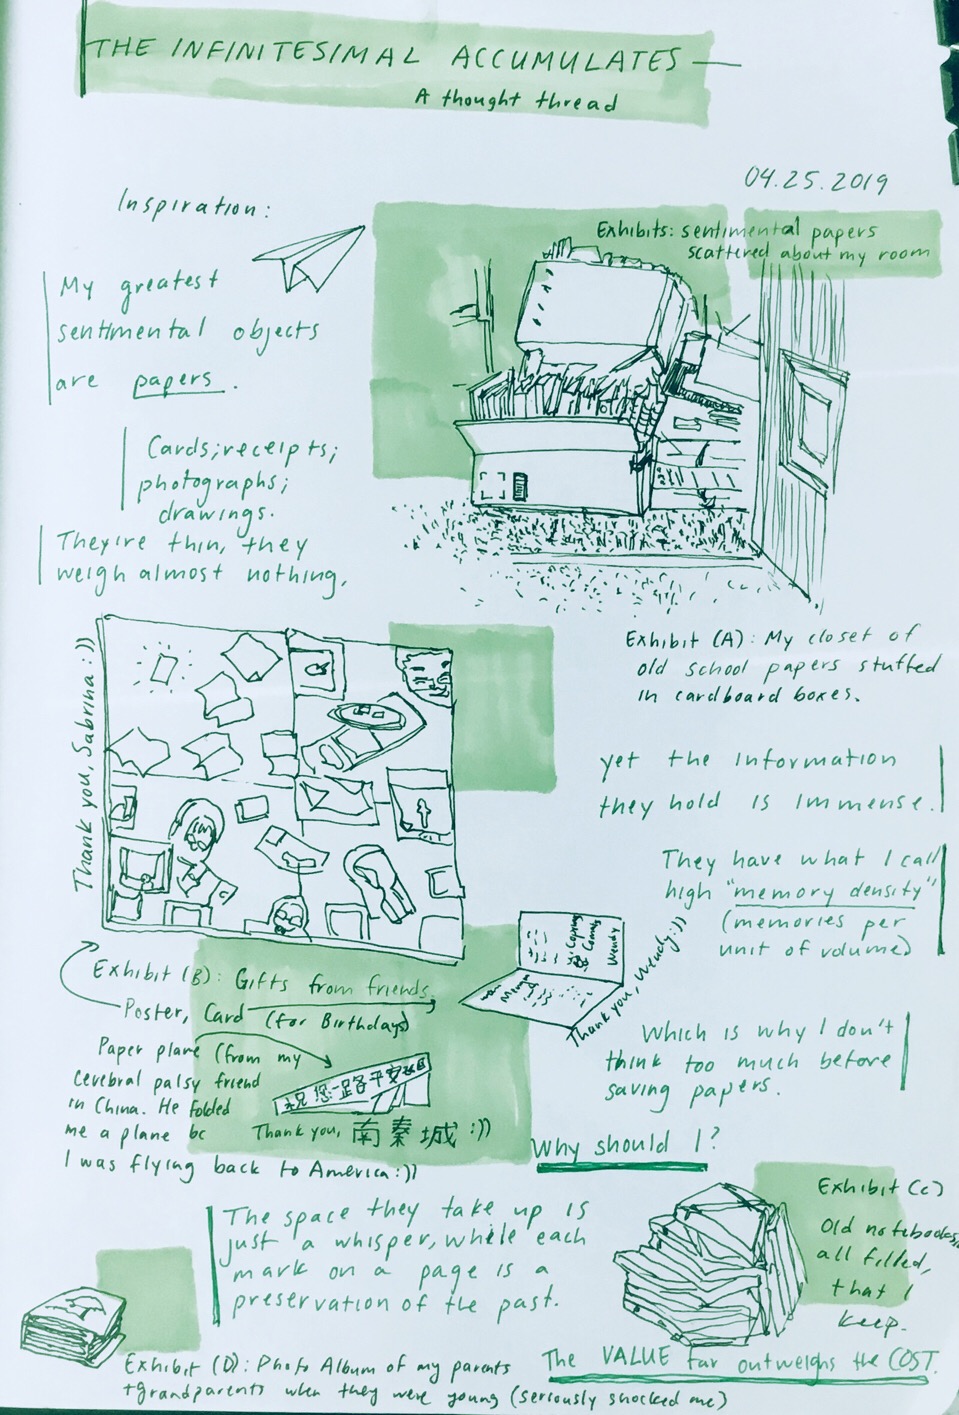 THE INFINITESIMAL ACCUMULATES —
A thought thread
04.25.2019
Inspiration:
Exhibits: sentimental papers
scattered about my room
My greatest
sentimental objects
are papers.
Cards; receipts;
photographs;
drawings.
They're thin, they
weigh almost nothing,
Exhibit (A): My closet of
old school papers stuffed
in cardboard boxes.
yet the information
they hold is immense.
They have what I call
high "memory density"
(memories per
unit of volume)
Thank you, Sabrina :))
Wendy
Thank you, Wendy :))
Exhibit (B): Gifts from friends.
Poster, Card (for Birthdays)
Paper plane (from my
cerebral palsy friend
in China. He folded
me a plane bc
I was flying back to America :))
祝您一路平安
Thank you, 南秦城 :))
Which is why I don't
think too much before
saving papers.
Why should I?
The space they take up is
just a whisper, while each
mark on a page is a
preservation of the past.
Exhibit (C)
Old notebooks,
all filled,
that I
keep.
Exhibit (D): Photo Album of my parents
+grandparents when they were young (seriously shocked me)
The VALUE far outweighs the COST.